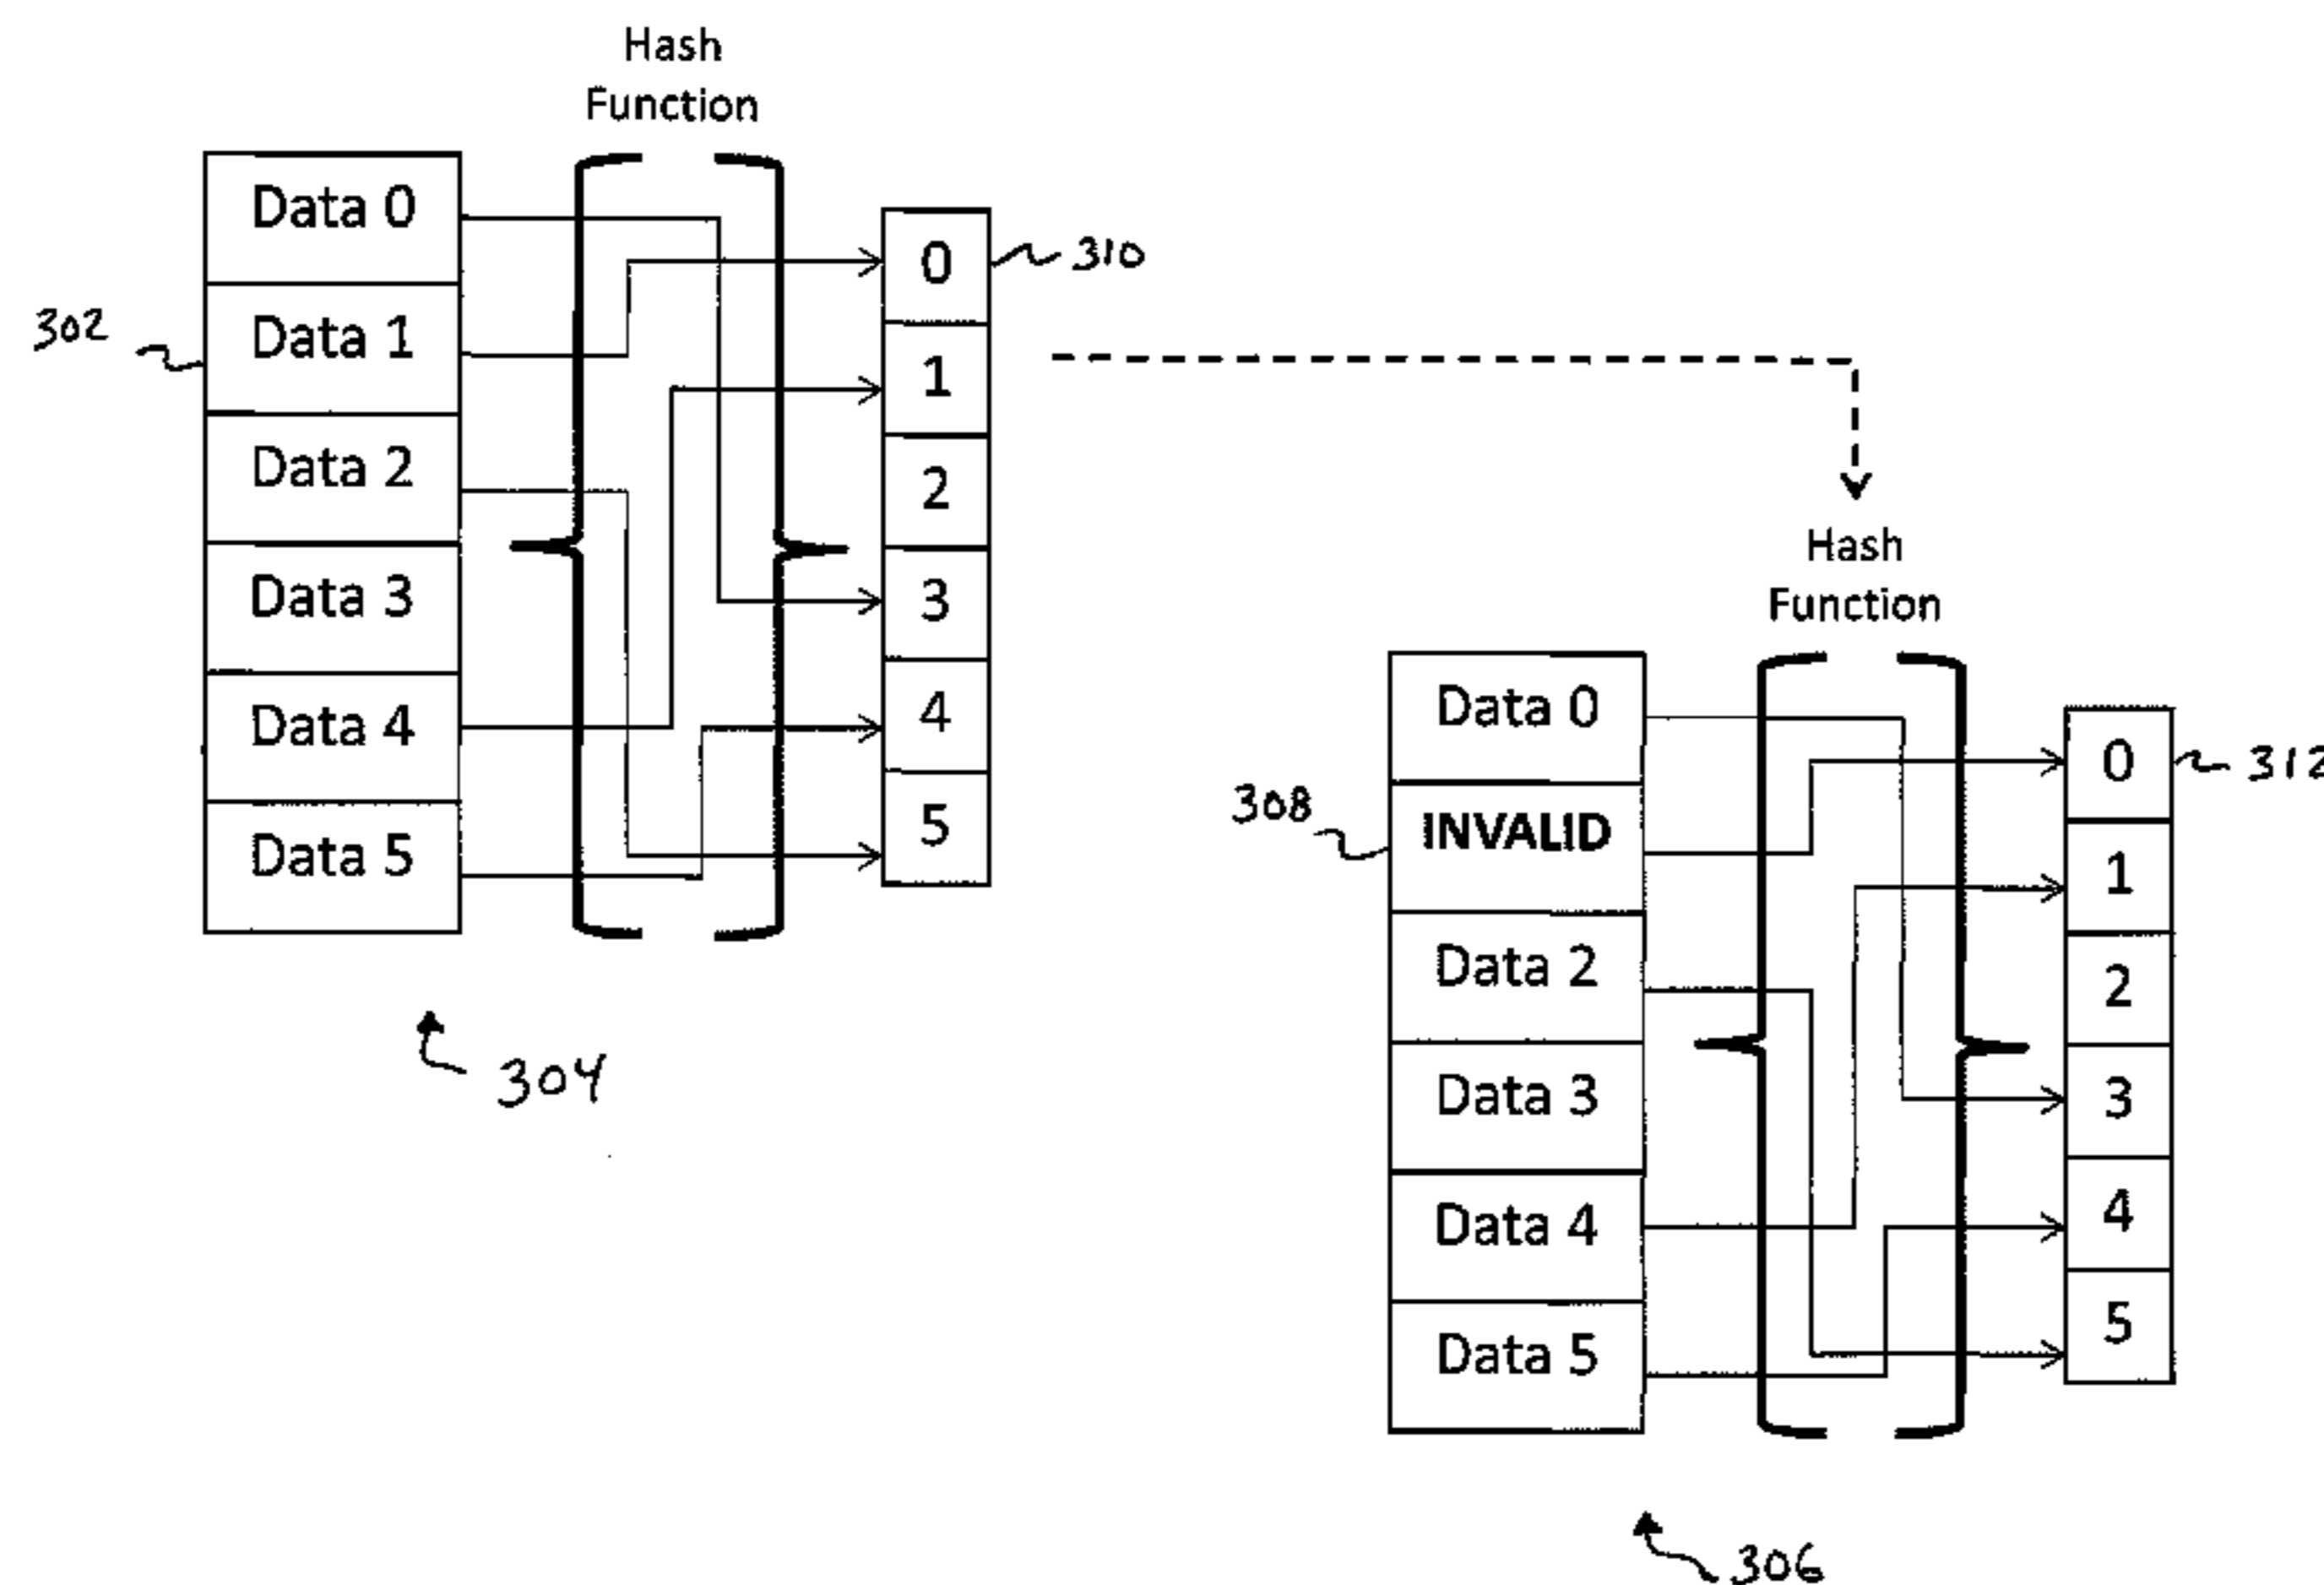 Hash
Function
Data 0
Data 1
Data 2
Data 3
Data 4
Data 5
302
0
1
2
3
4
5
310
304
Hash
Function
Data 0
INVALID
Data 2
Data 3
Data 4
Data 5
308
0
1
2
3
4
5
312
306